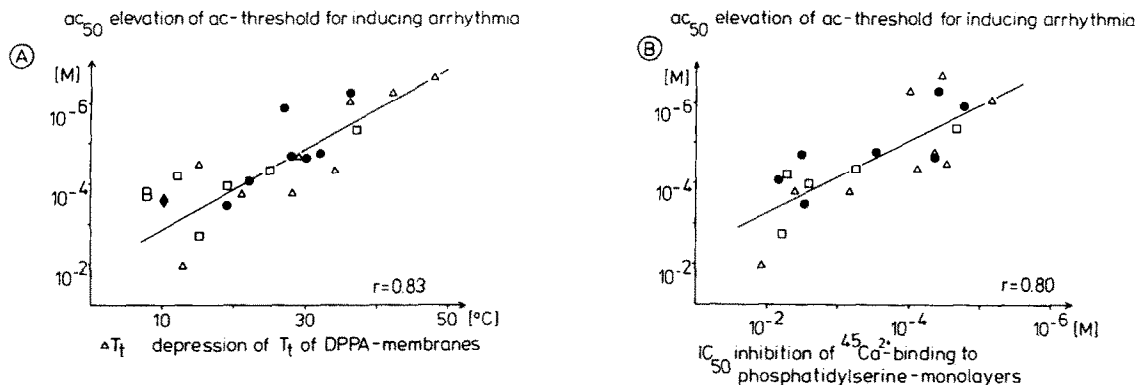 ac50 elevation of ac-threshold for inducing arrhythmia
A
[M]
10-6
10-4
10-2
r=0.83
10 30 50 [°C]
△Tt depression of Tt of DPPA-membranes
ac50 elevation of ac-threshold for inducing arrhythmia
B
[M]
10-6
10-4
10-2
r=0.80
10-2 10-4 10-6 [M]
IC50 inhibition of 45Ca2+-binding to
phosphatidylserine-monolayers